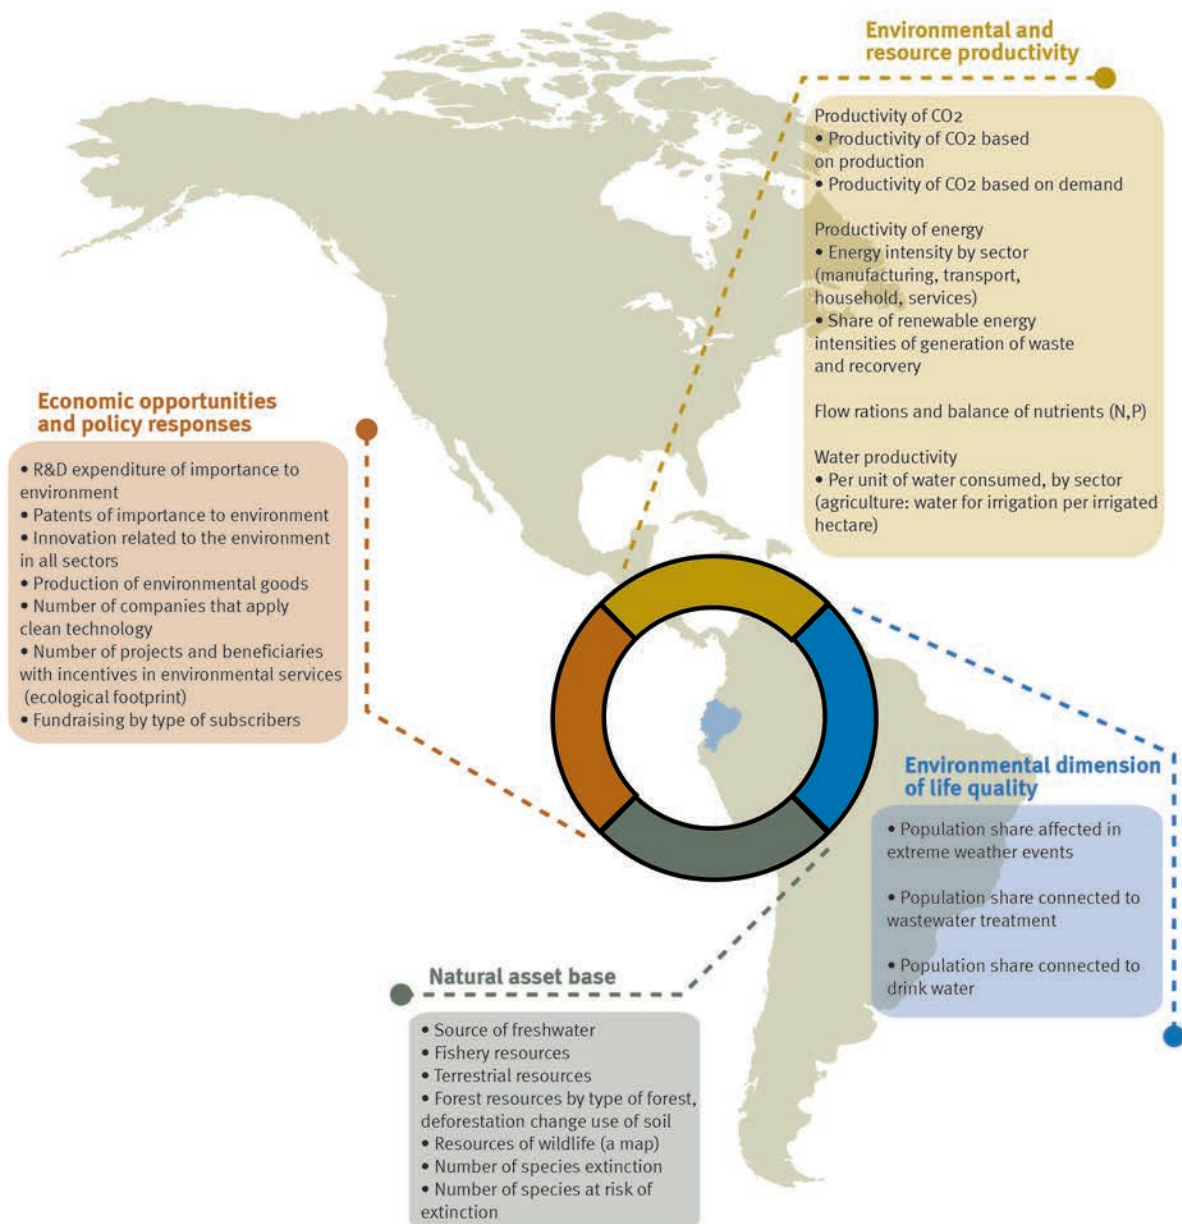 Environmental and
resource productivity
Productivity of CO2
• Productivity of CO2 based
on production
• Productivity of CO2 based on demand
Productivity of energy
• Energy intensity by sector
(manufacturing, transport,
household, services)
• Share of renewable energy
intensities of generation of waste
and recorvery
Flow rations and balance of nutrients (N,P)
Water productivity
• Per unit of water consumed, by sector
(agriculture: water for irrigation per irrigated
hectare)
Economic opportunities
and policy responses
• R&D expenditure of importance to
environment
• Patents of importance to environment
• Innovation related to the environment
in all sectors
• Production of environmental goods
• Number of companies that apply
clean technology
• Number of projects and beneficiaries
with incentives in environmental services
(ecological footprint)
• Fundraising by type of subscribers
Environmental dimension
of life quality
• Population share affected in
extreme weather events
• Population share connected to
wastewater treatment
• Population share connected to
drink water
Natural asset base
• Source of freshwater
• Fishery resources
• Terrestrial resources
• Forest resources by type of forest,
deforestation change use of soil
• Resources of wildlife (a map)
• Number of species extinction
• Number of species at risk of
extinction